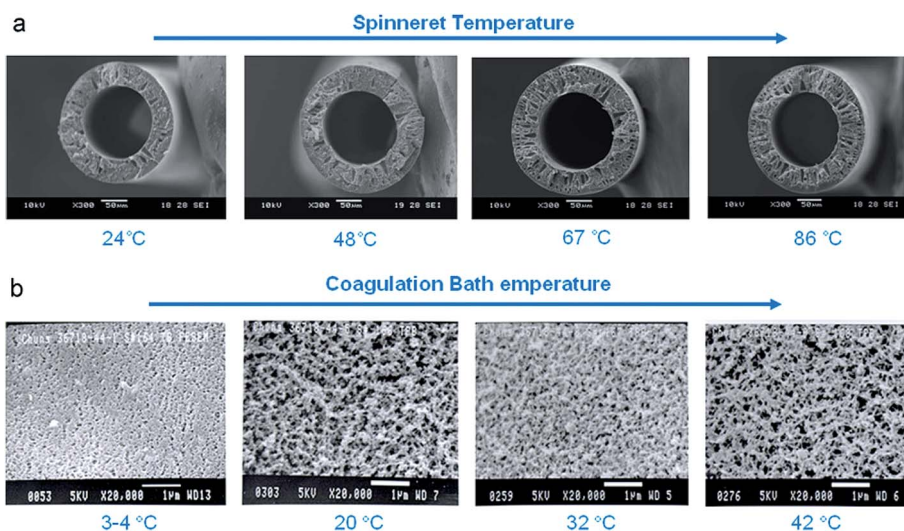 a
Spinneret Temperature
10kV X300 50µm 18 28 SEI
10kV X300 50µm 19 28 SEI
10kV X300 50µm 18 28 SEI
10kV X300 50µm 18 28 SEI
24°C
48°C
67 °C
86 °C
b
Coagulation Bath emperature
0053 5KV X20,000 1µm WD13
0303 5KV X20,000 1µm WD 7
0259 5KV X20,000 1µm WD 5
0276 5KV X20,000 1µm WD 6
3-4 °C
20 °C
32 °C
42 °C